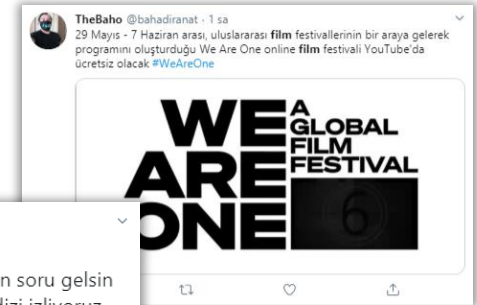 TheBaho @bahadiranat · 1 sa
29 Mayıs - 7 Haziran arası, uluslararası film festivallerinin bir araya gelerek
programını oluşturduğu We Are One online film festivali YouTube'da
ücretsiz olacak #WeAreOne
WE
ARE
ONE
A
GLOBAL
FILM
FESTIVAL
6
n soru gelsin